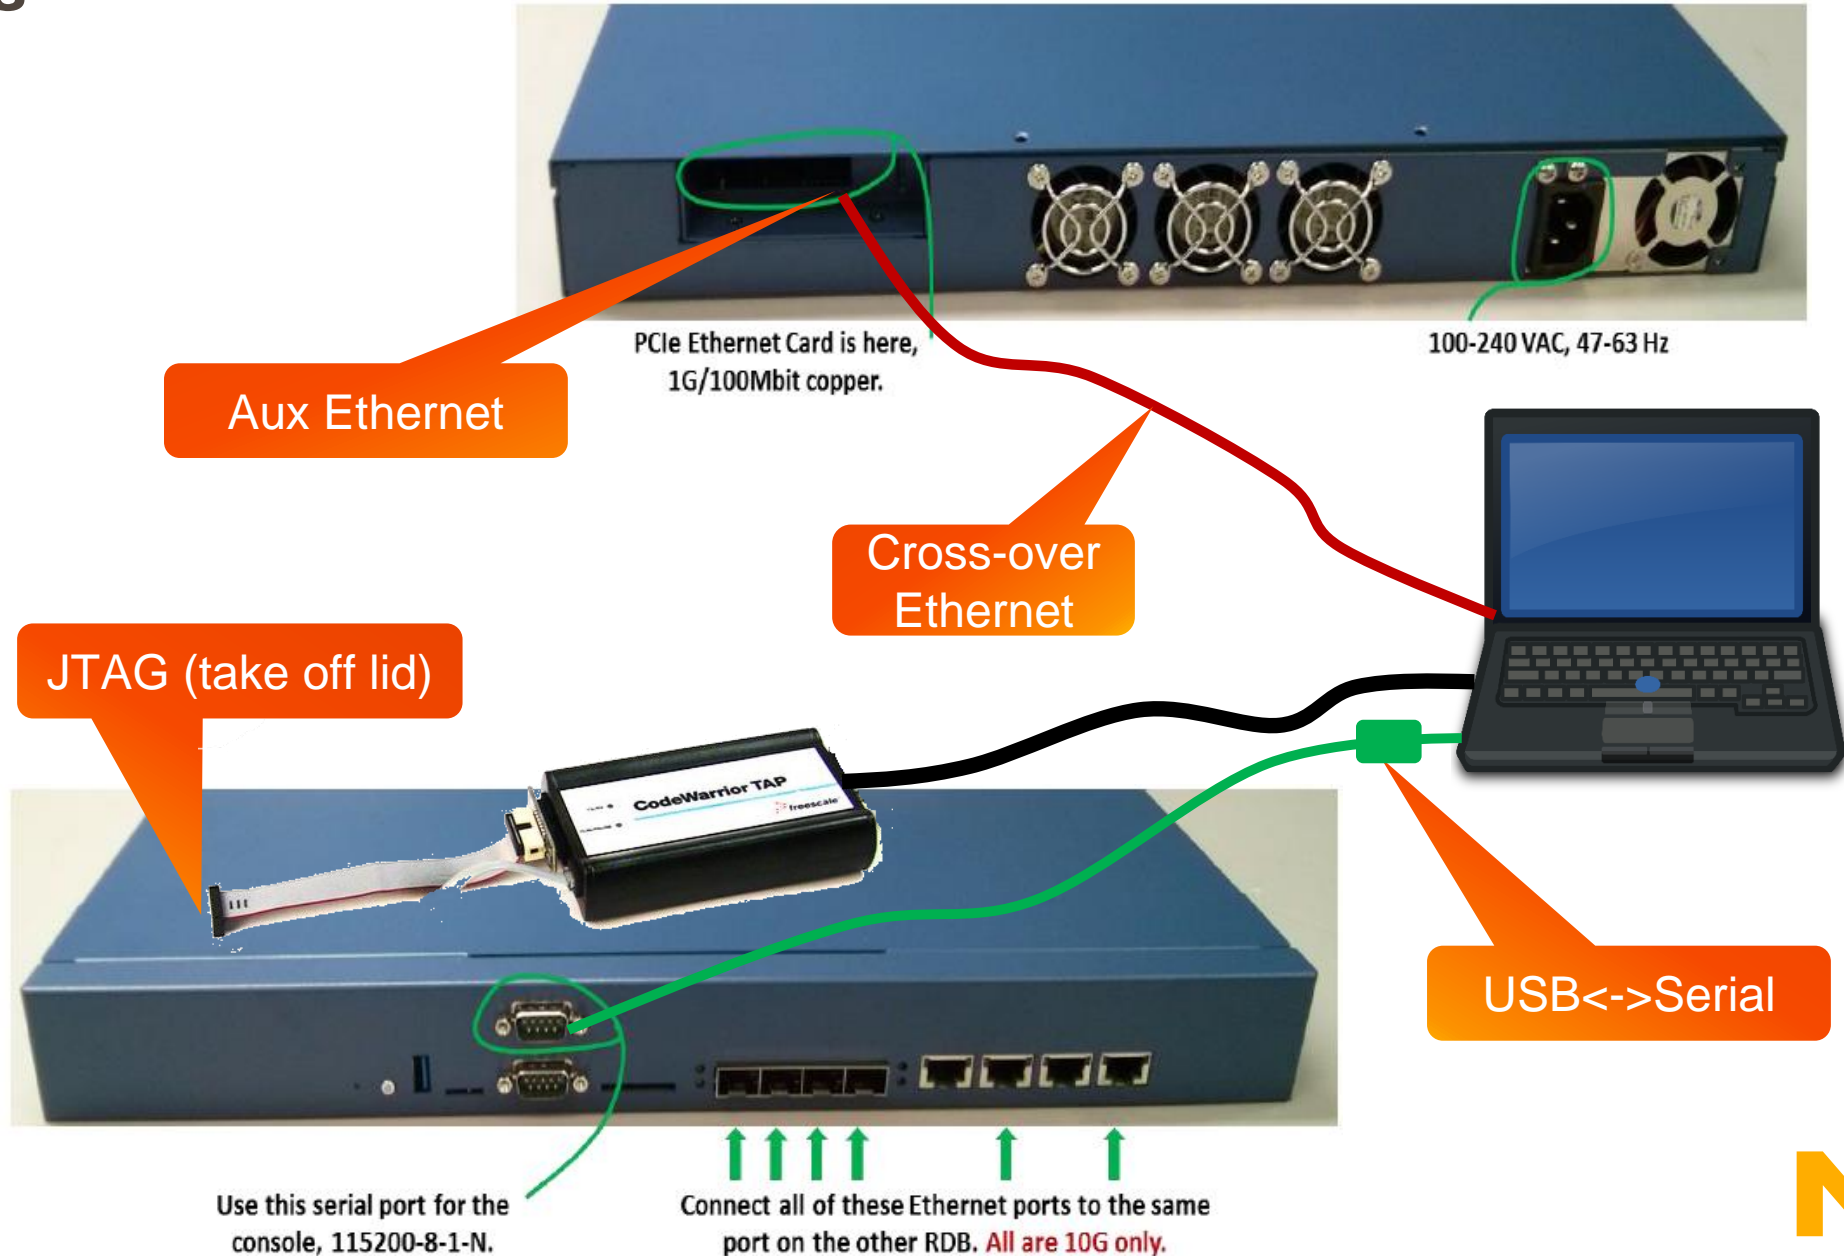 PCIe Ethernet Card is here,
1G/100Mbit copper.
100-240 VAC, 47-63 Hz
Aux Ethernet
Cross-over
Ethernet
JTAG (take off lid)
CodeWarrior TAP
freescale
USB<->Serial
Use this serial port for the
console, 115200-8-1-N.
Connect all of these Ethernet ports to the same
port on the other RDB. All are 10G only.